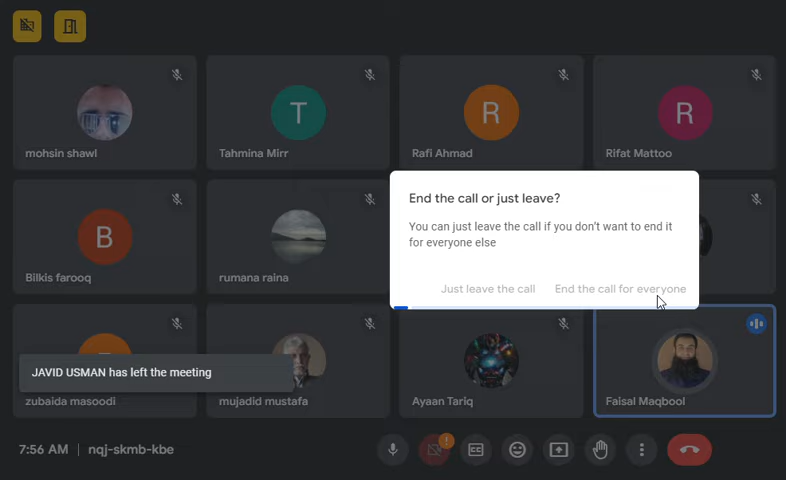 mohsin shawl
T
Tahmina Mirr
R
Rafi Ahmad
R
Rifat Mattoo
End the call or just leave?
You can just leave the call if you don't want to end it
for everyone else
Just leave the call
End the call for everyone
B
Bilkis farooq
rumana raina
JAVID USMAN has left the meeting
zubaida masoodi
mujadid mustafa
Ayaan Tariq
Faisal Maqbool
7:56 AM | nqj-skmb-kbe